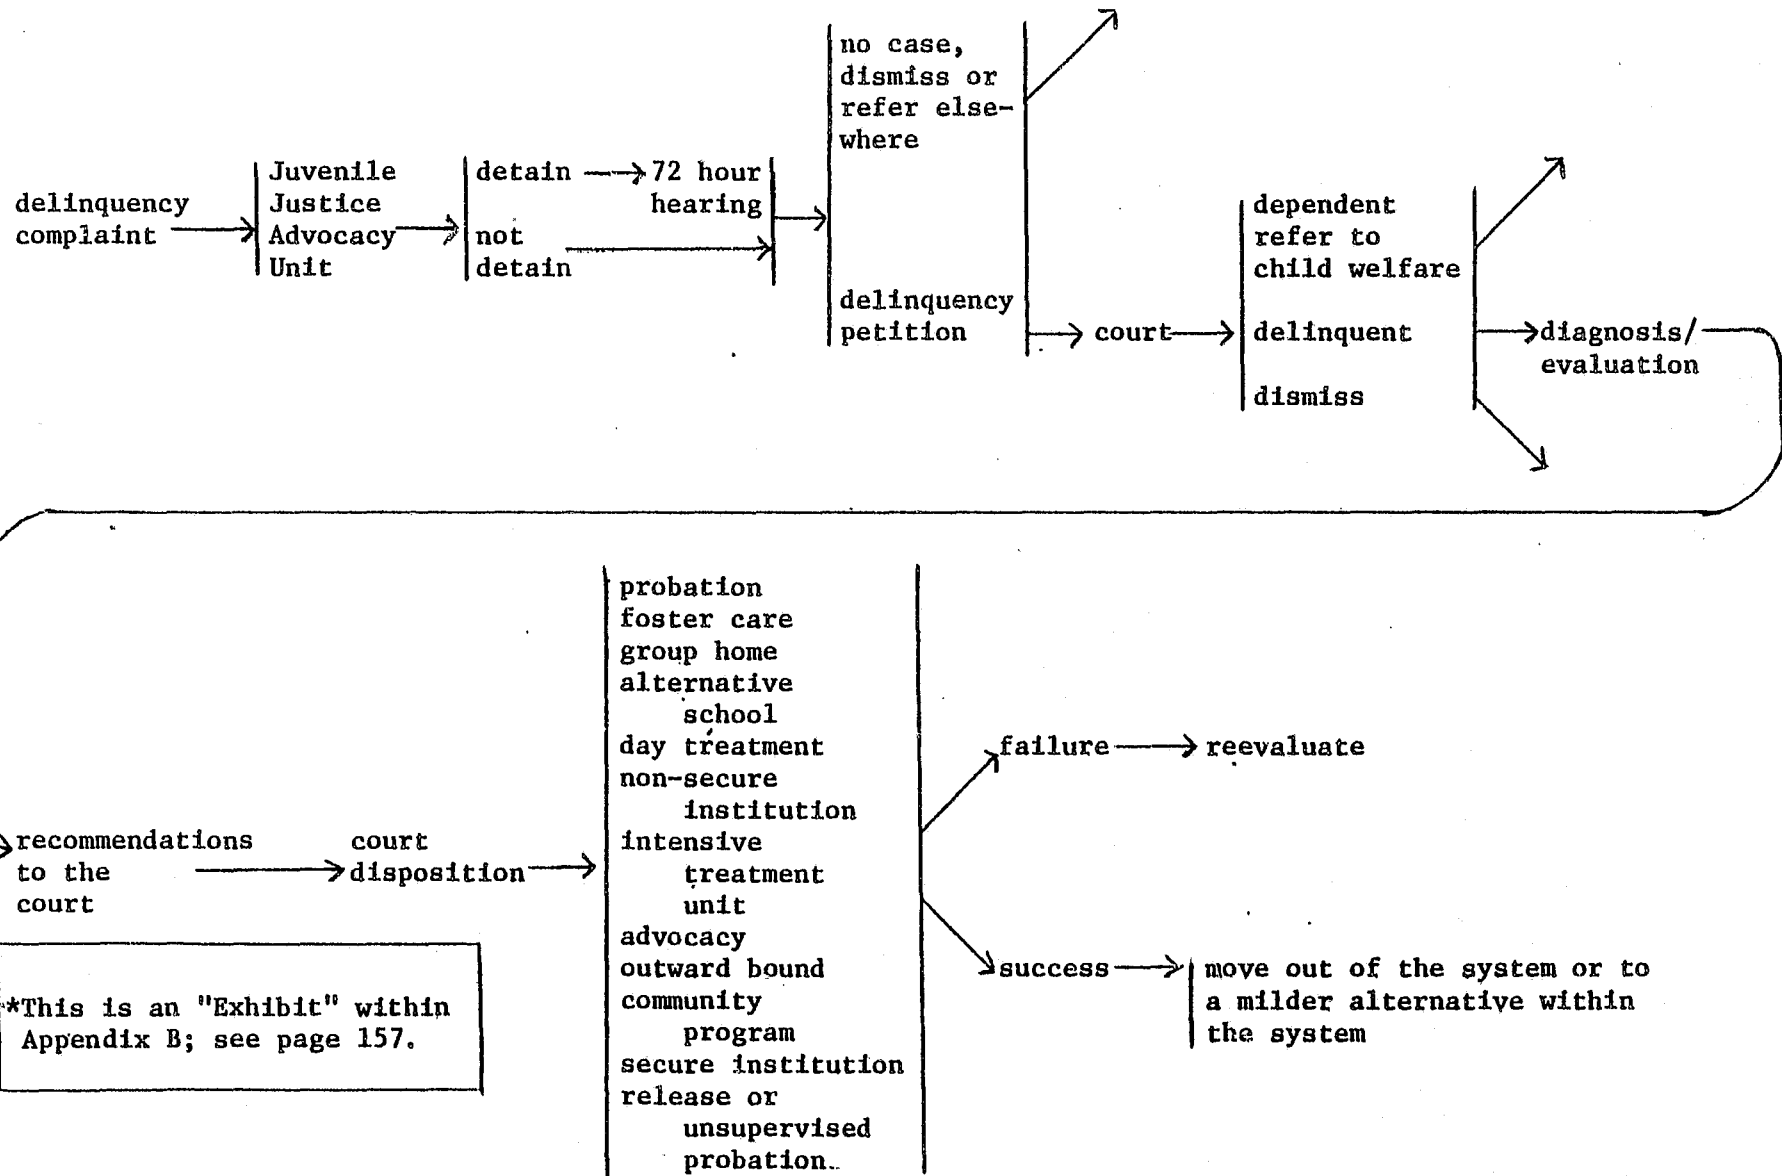 delinquency
complaint
Juvenile
Justice
Advocacy
Unit
detain
72 hour
hearing
not
detain
no case,
dismiss or
refer else-
where
delinquency
petition
court
dependent
refer to
child welfare
delinquent
dismiss
diagnosis/
evaluation
recommendations
to the
court
court
disposition
probation
foster care
group home
alternative
school
day treatment
non-secure
institution
intensive
treatment
unit
advocacy
outward bound
community
program
secure institution
release or
unsupervised
probation.
failure
reevaluate
success
move out of the system or to
a milder alternative within
the system
*This is an "Exhibit" within
Appendix B; see page 157.